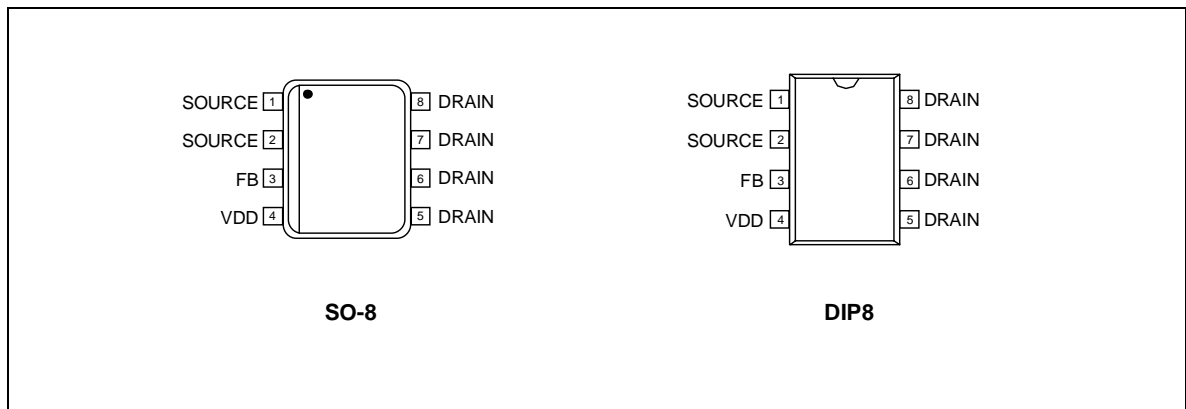 SOURCE 1 8 DRAIN
SOURCE 2 7 DRAIN
FB 3 6 DRAIN
VDD 4 5 DRAIN
SO-8
SOURCE 1 8 DRAIN
SOURCE 2 7 DRAIN
FB 3 6 DRAIN
VDD 4 5 DRAIN
DIP8